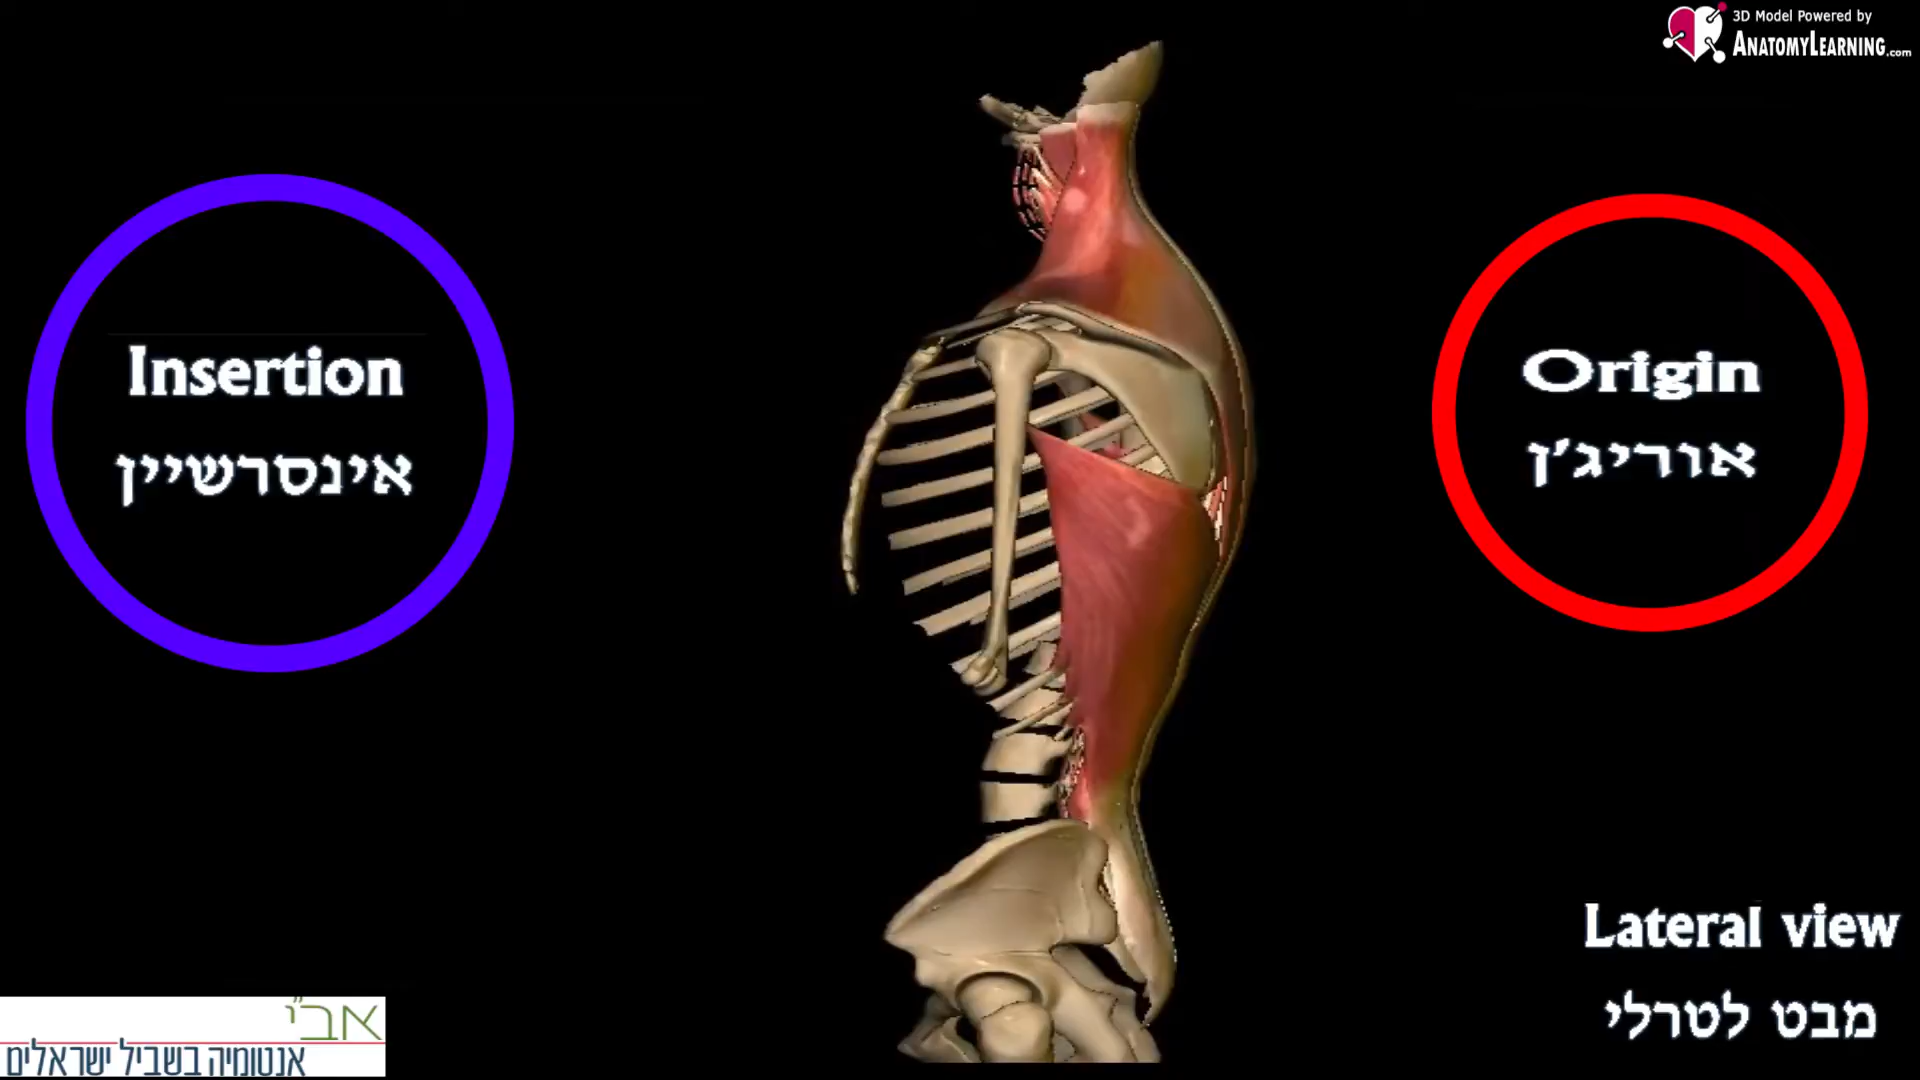 3D Model Powered by
ANATOMYLEARNING.com
Insertion
אינסרשיין
Origin
אוריג'ן
Lateral view
מבט לטרלי
אב"י
אנטומיה בשביל ישראלים